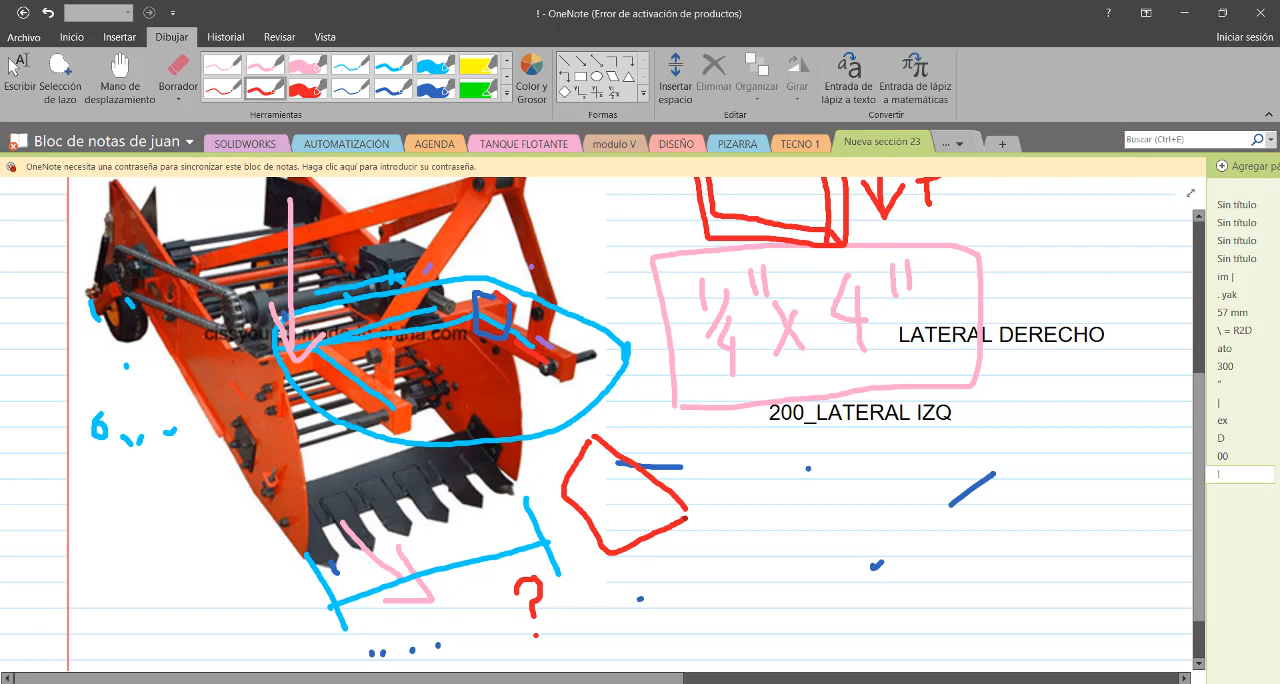 ! - OneNote (Error de activación de productos)
?
Archivo Inicio Insertar Dibujar Historial Revisar Vista
Iniciar sesión
Escribir Selección de lazo Mano de desplazamiento Borrador
Color y Grosor
Insertar espacio Eliminar Organizar Girar
Entrada de lápiz a texto Entrada de lápiz a matemáticas
Herramientas Formas Editar Convertir
Bloc de notas de juan SOLIDWORKS AUTOMATIZACIÓN AGENDA TANQUE FLOTANTE modulo V DISEÑO PIZARRA TECNO 1 Nueva sección 23 ... +
Buscar (Ctrl+E)
OneNote necesita una contraseña para sincronizar este bloc de notas. Haga clic aquí para introducir su contraseña.
Agregar pá
Sin título
Sin título
Sin título
Sin título
im |
. yak
57 mm
\ = R2D
ato
300
"
|
ex
D
00
|
1/4" x 4"
LATERAL DERECHO
200_LATERAL IZQ
?